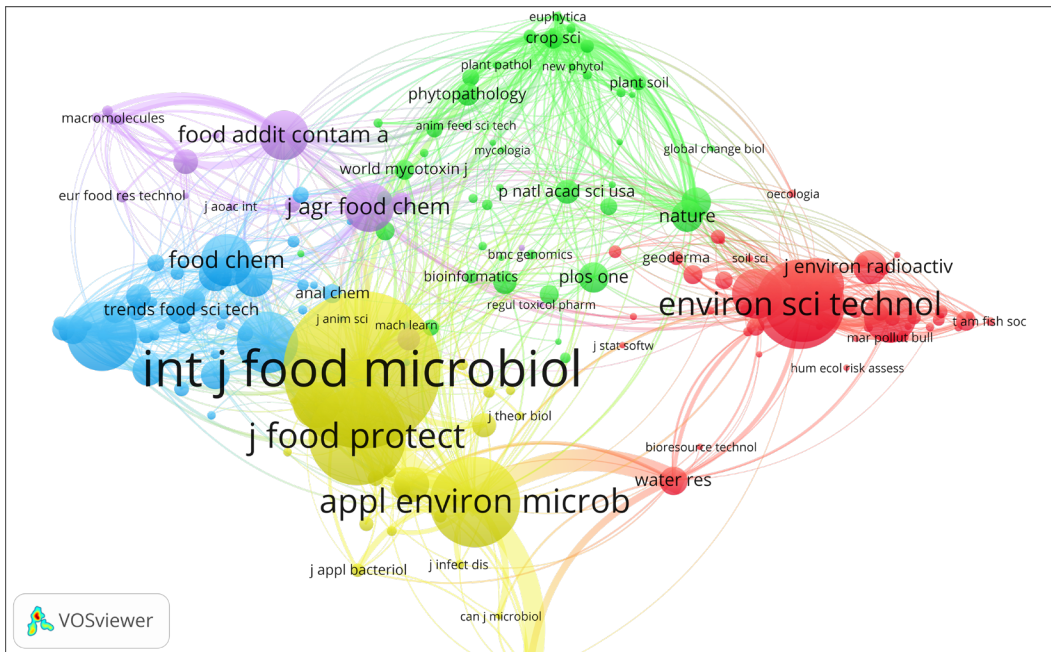 euphytica
crop sci
plant pathol
new phytol
plant soil
phytopathology
macromolecules
food addit contam a
anim feed sci tech
mycologia
global change biol
world mycotoxin j
p natl acad sci usa
oecologia
eur food res technol
j aoac int
j agr food chem
nature
food chem
bmc genomics
geoderma
soil sci
j environ radioactiv
bioinformatics
plos one
anal chem
trends food sci tech
regul toxicol pharm
environ sci technol
j anim sci
mach learn
t am fish soc
mar pollut bull
j stat softw
int j food microbiol
hum ecol risk assess
j theor biol
j food protect
bioresource technol
water res
appl environ microb
j appl bacteriol
j infect dis
can j microbiol
VOSviewer